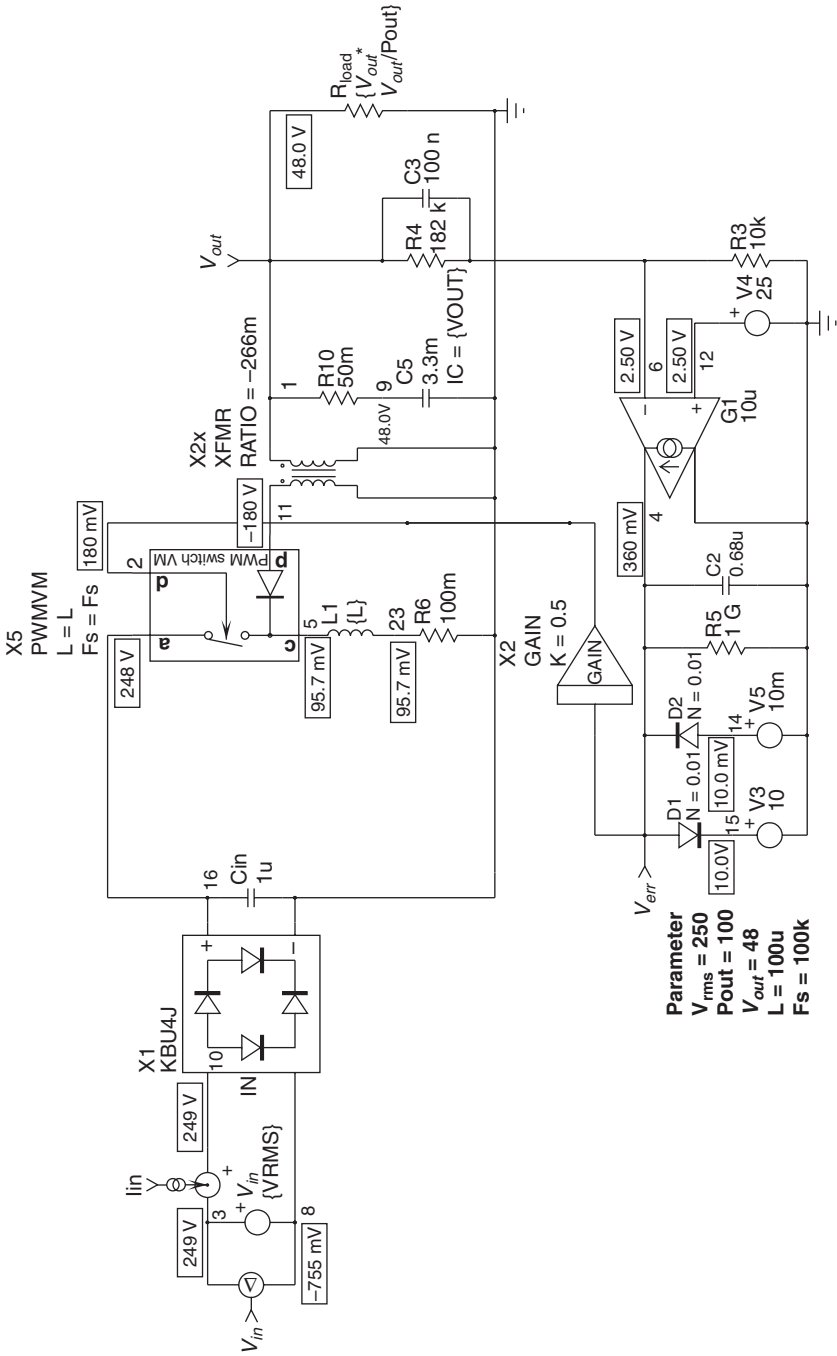 X5
PWMVM
L = L
Fs = Fs
180 mV
2
248 V
a
d
PWM switch VM
c
p
5
L1
{L}
95.7 mV
23
95.7 mV
R6
100m
−180 V
11
X2x
XFMR
RATIO = −266m
1
R10
50m
9
48.0V
C5
3.3m
IC = {VOUT}
Vout
48.0 V
Rload
{Vout*
Vout/Pout}
R4
182 k
C3
100 n
X1
KBU4J
10
IN
+
−
16
Cin
1u
Iin
+
249 V
249 V
3
+
Vin
{VRMS}
8
−755 mV
Vin
X2
GAIN
K = 0.5
GAIN
Verr
360 mV
4
2.50 V
6
2.50 V
12
−
+
G1
10u
+
V4
25
R3
10k
C2
0.68u
R5
1 G
D2
N = 0.01
14
10.0 mV
+
V5
10m
D1
N = 0.01
15
10.0V
+
V3
10
Parameter
Vrms = 250
Pout = 100
Vout = 48
L = 100u
Fs = 100k